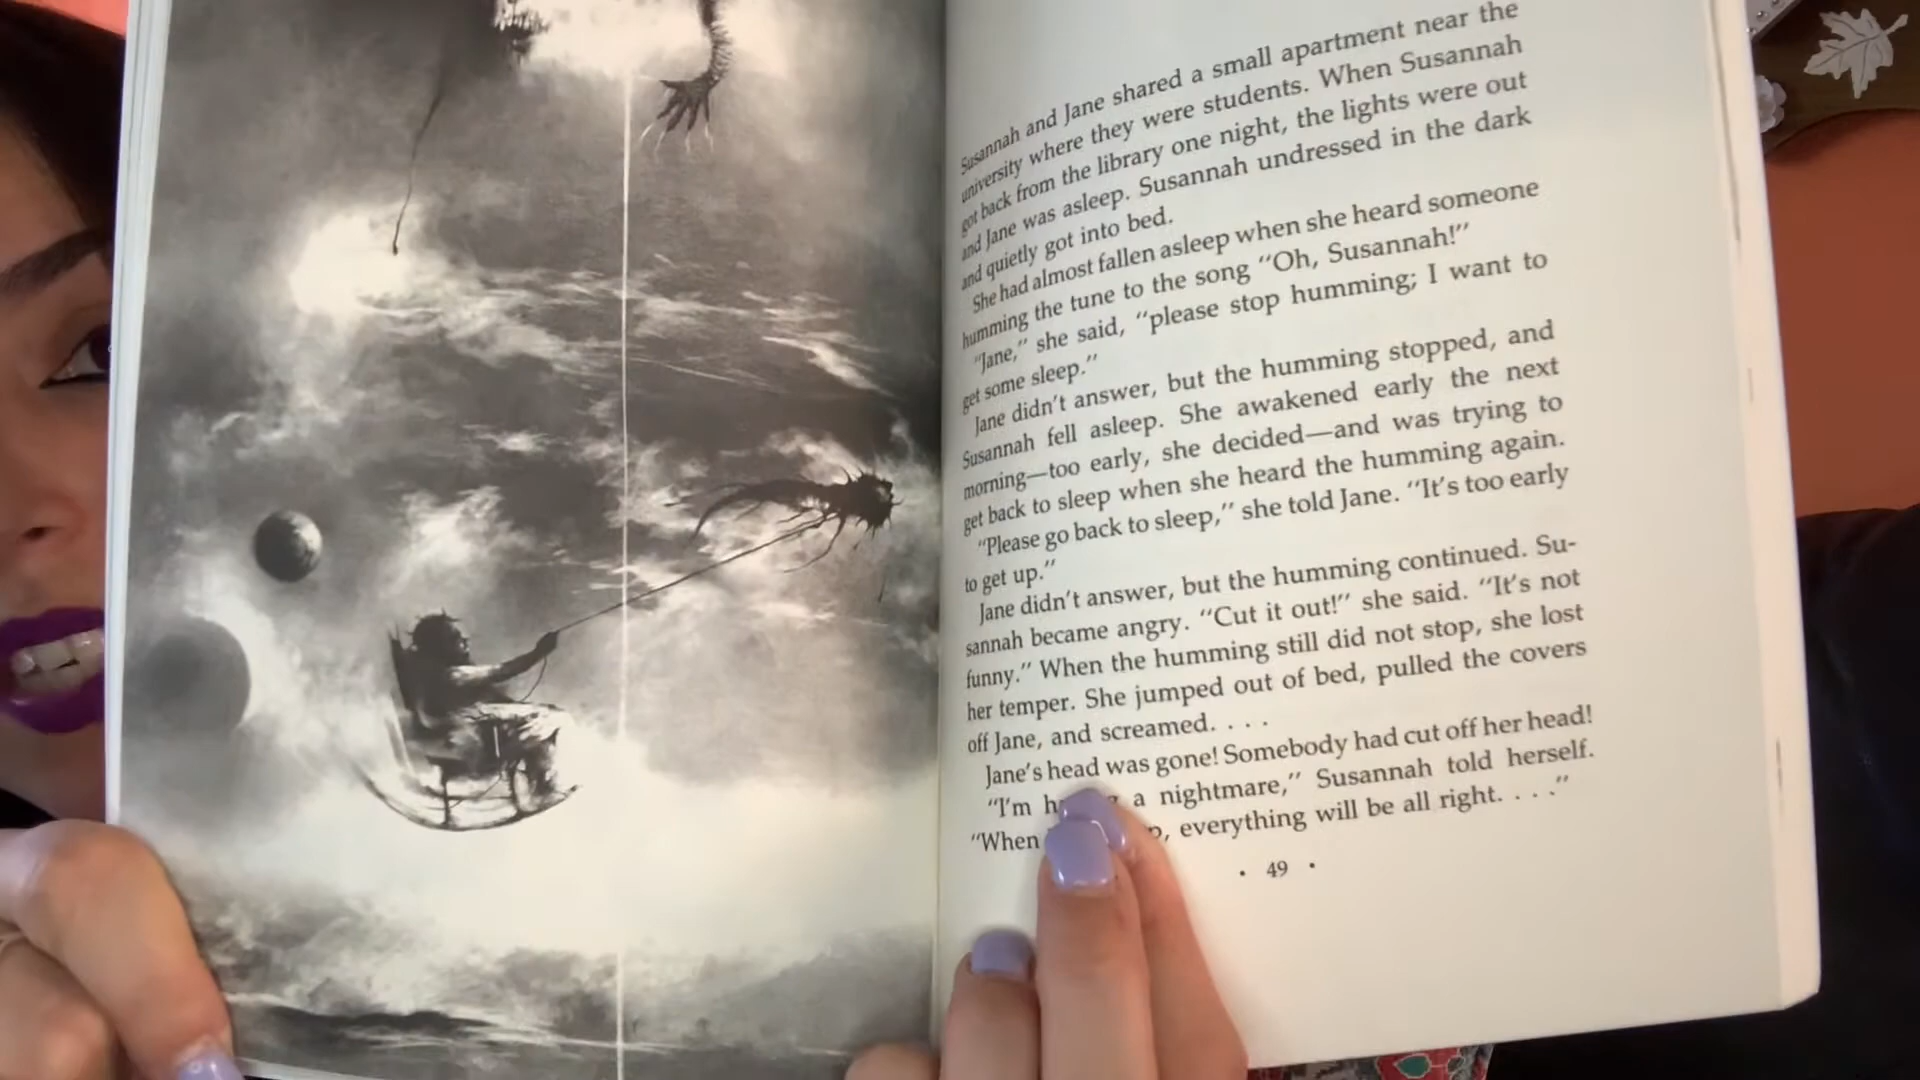 Susannah and Jane shared a small apartment near the
university where they were students. When Susannah
got back from the library one night, the lights were out
and Jane was asleep. Susannah undressed in the dark
and quietly got into bed.
She had almost fallen asleep when she heard someone
humming the tune to the song “Oh, Susannah!”
“Jane,” she said, “please stop humming; I want to
get some sleep.”
Jane didn’t answer, but the humming stopped, and
Susannah fell asleep. She awakened early the next
morning—too early, she decided—and was trying to
get back to sleep when she heard the humming again.
“Please go back to sleep,” she told Jane. “It’s too early
to get up.”
Jane didn’t answer, but the humming continued. Su-
sannah became angry. “Cut it out!” she said. “It’s not
funny.” When the humming still did not stop, she lost
her temper. She jumped out of bed, pulled the covers
off Jane, and screamed. . . .
Jane’s head was gone! Somebody had cut off her head!
“I’m a nightmare,” Susannah told herself.
“When everything will be all right. . . .”
• 49 •